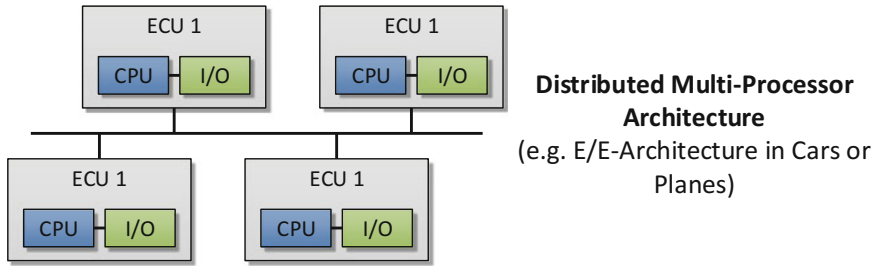 ECU 1
CPU I/O
ECU 1
CPU I/O
Distributed Multi-Processor
Architecture
(e.g. E/E-Architecture in Cars or
Planes)
ECU 1
CPU I/O
ECU 1
CPU I/O